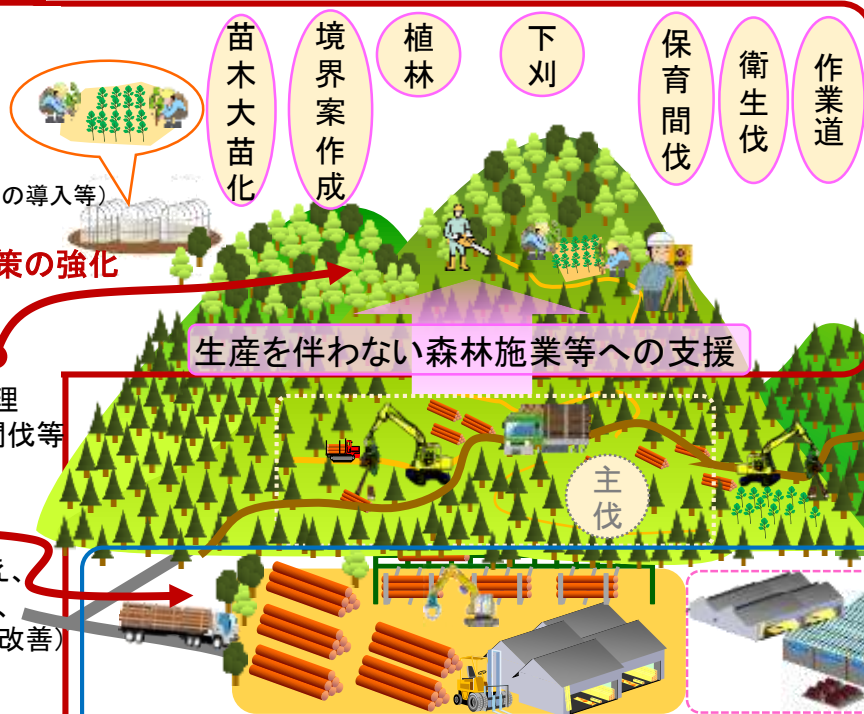 苗木大苗化
境界案作成
植林
下刈
保育間伐
衛生伐
作業道
の導入等）
策の強化
生産を伴わない森林施業等への支援
理
間伐等
主伐
え、
、
改善）